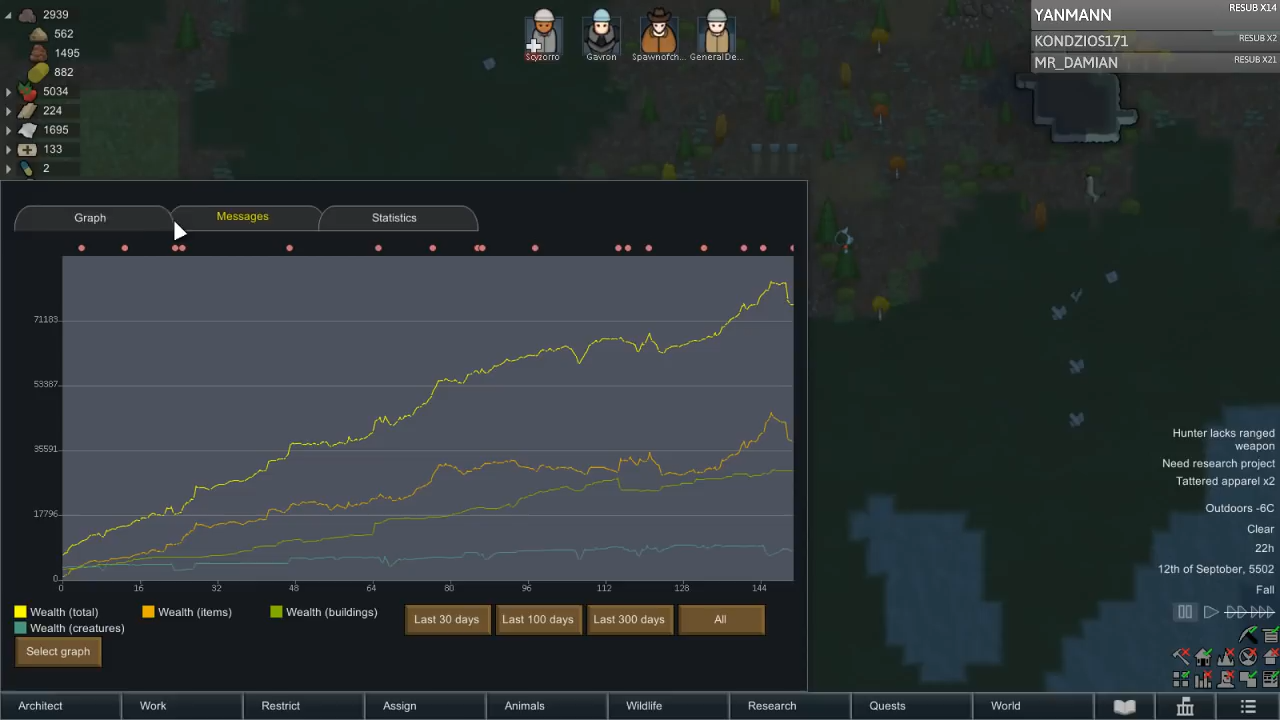 2939
562
1495
882
5034
224
1695
133
2
Scyzorro
Gavron
Spawnofch...
General De...
YANMANN
RESUB X14
KONDZIOS171
RESUB X2
MR_DAMIAN
RESUB X21
Graph
Messages
Statistics
71183
53387
35591
17796
0
0 16 32 48 64 80 96 112 128 144
Wealth (total)
Wealth (items)
Wealth (buildings)
Wealth (creatures)
Last 30 days
Last 100 days
Last 300 days
All
Select graph
Hunter lacks ranged
weapon
Need research project
Tattered apparel x2
Outdoors -6C
Clear
22h
12th of Septober, 5502
Fall
Architect
Work
Restrict
Assign
Animals
Wildlife
Research
Quests
World